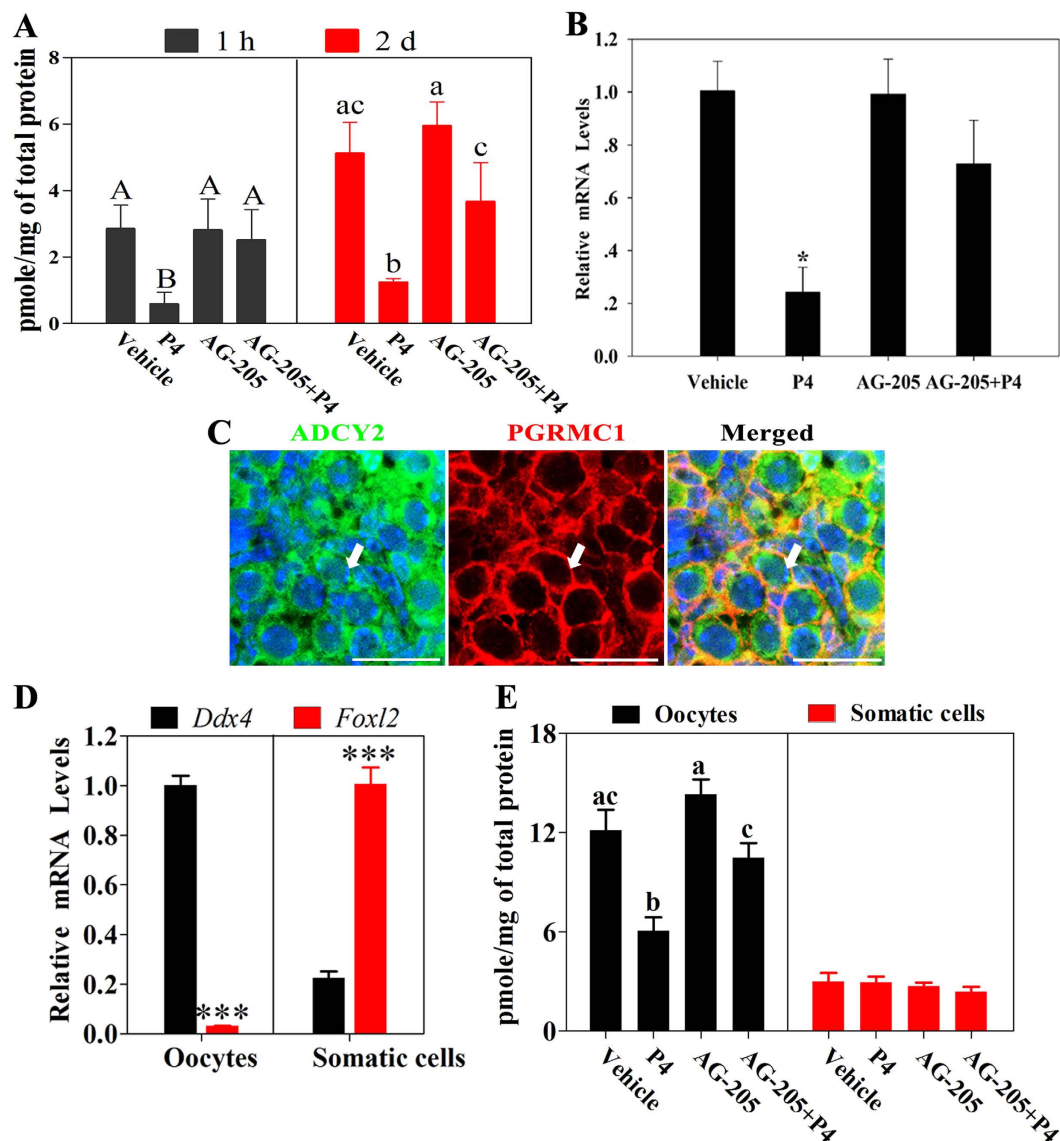 A
1 h 2 d
pmole/mg of total protein
8
6
4
2
0
A
B
A
A
ac
b
a
c
Vehicle
P4
AG-205
AG-205+P4
Vehicle
P4
AG-205
AG-205+P4
B
Relative mRNA Levels
1.2
1.0
.8
.6
.4
.2
0.0
*
Vehicle P4 AG-205 AG-205+P4
C
ADCY2 PGRMC1 Merged
D
Ddx4 Foxl2
Relative mRNA Levels
1.2
1.0
0.8
0.6
0.4
0.2
0.0
***
***
Oocytes Somatic cells
E
Oocytes Somatic cells
pmole/mg of total protein
18
12
6
0
ac
b
a
c
Vehicle
P4
AG-205
AG-205+P4
Vehicle
P4
AG-205
AG-205+P4